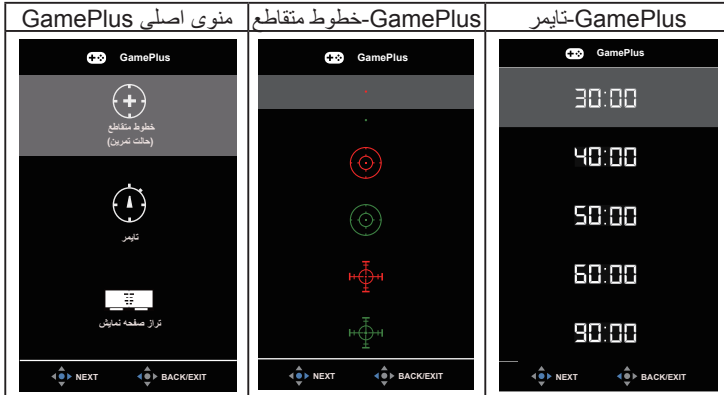 منوی اصلی GamePlus
GamePlus-خطوط متقاطع
GamePlus-تایمر
GamePlus
خطوط متقاطع
(حالت تمرین)
تایمر
تراز صفحه نمایش
NEXT BACK/EXIT
GamePlus
NEXT BACK/EXIT
GamePlus
30:00
40:00
50:00
60:00
90:00
NEXT BACK/EXIT